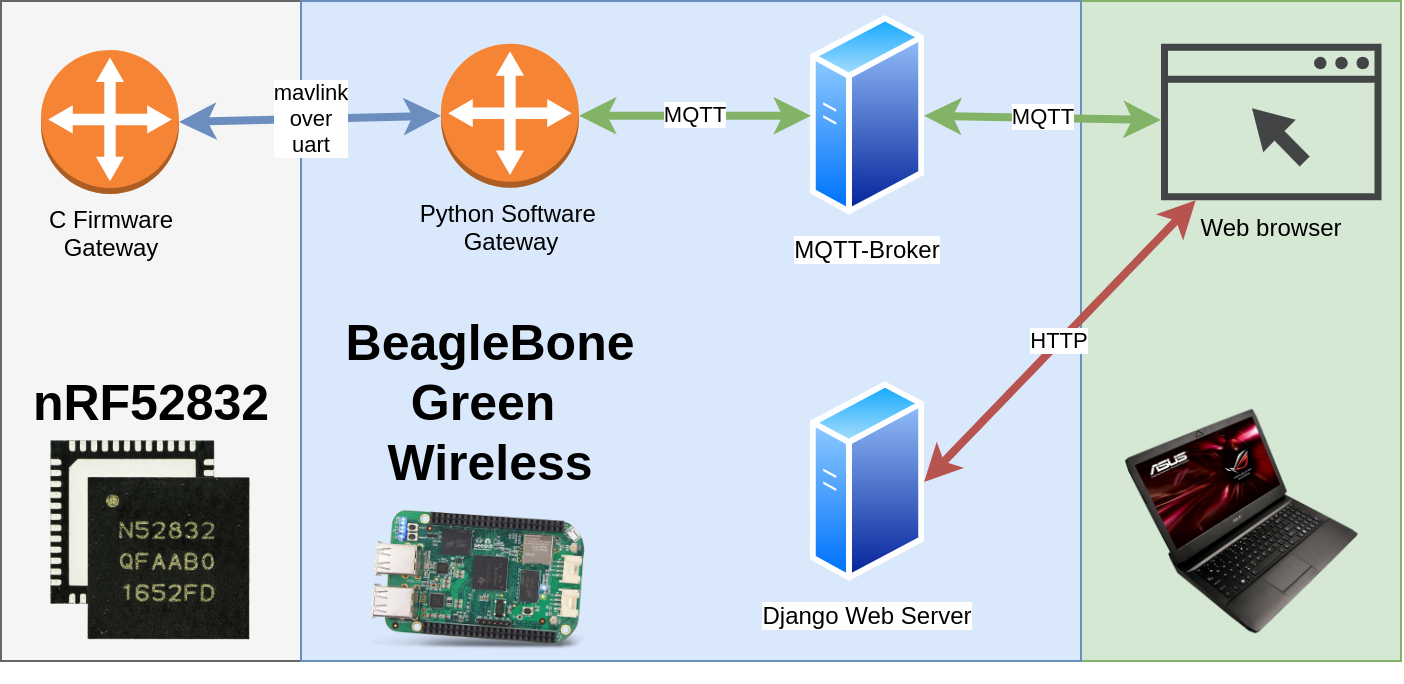 mavlink
over
uart
MQTT
MQTT
C Firmware
Gateway
Python Software
Gateway
MQTT-Broker
Web browser
BeagleBone
Green
Wireless
HTTP
nRF52832
N52832
QFAAB0
1652FD
ASUS
Django Web Server